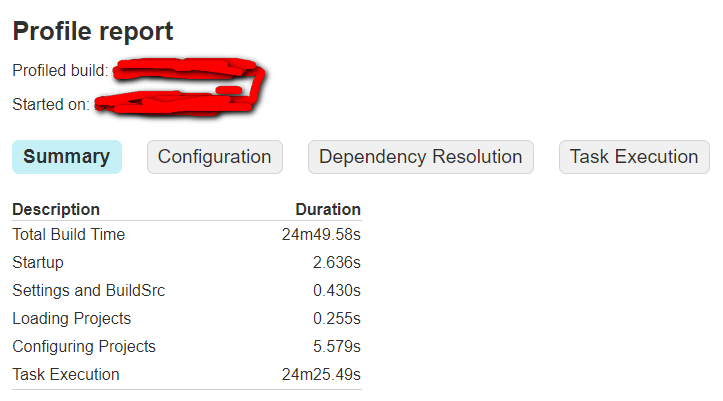 Profile report
Profiled build:
Started on:
Summary Configuration Dependency Resolution Task Execution
Description Duration
Total Build Time 24m49.58s
Startup 2.636s
Settings and BuildSrc 0.430s
Loading Projects 0.255s
Configuring Projects 5.579s
Task Execution 24m25.49s